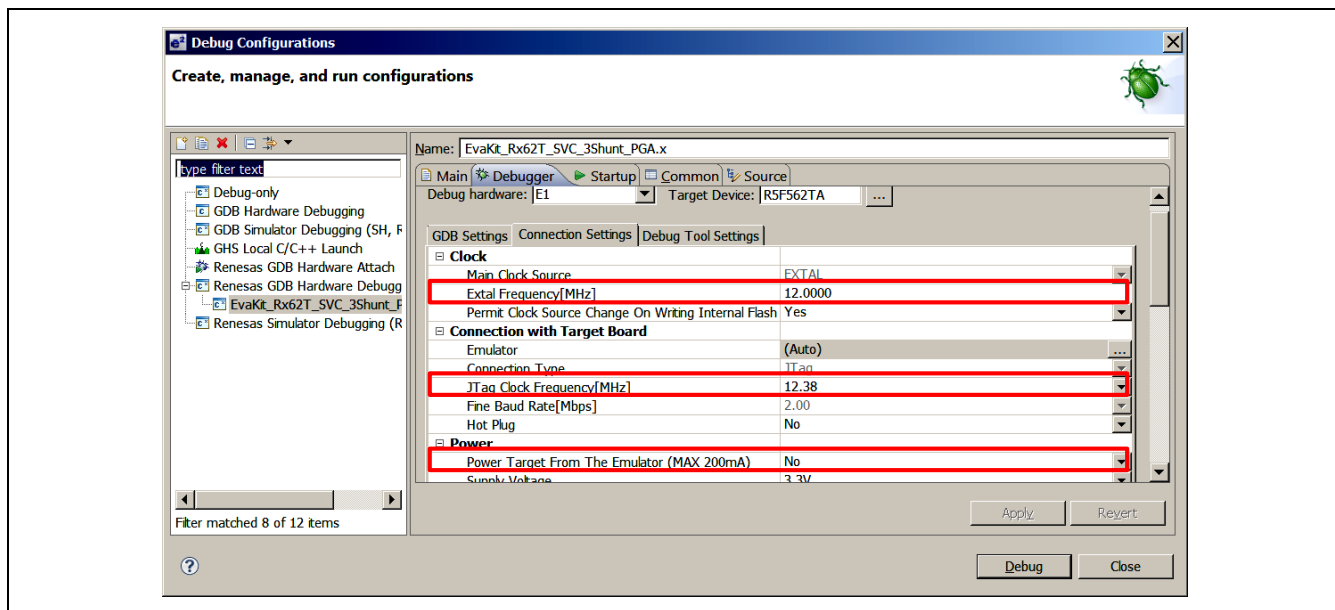 e² Debug Configurations
Create, manage, and run configurations
type filter text
Debug-only
GDB Hardware Debugging
GDB Simulator Debugging (SH, R
GHS Local C/C++ Launch
Renesas GDB Hardware Attach
Renesas GDB Hardware Debugg
EvaKit_Rx62T_SVC_3Shunt_P
Renesas Simulator Debugging (R
Filter matched 8 of 12 items
Name: EvaKit_Rx62T_SVC_3Shunt_PGA.x
Main Debugger Startup Common Source
Debug hardware: E1 Target Device: R5F562TA ...
GDB Settings Connection Settings Debug Tool Settings
Clock
Main Clock Source EXTAL
Extal Frequency[MHz] 12.0000
Permit Clock Source Change On Writing Internal Flash Yes
Connection with Target Board
Emulator (Auto) ...
Connection Type JTag
JTag Clock Frequency[MHz] 12.38
Fine Baud Rate[Mbps] 2.00
Hot Plug No
Power
Power Target From The Emulator (MAX 200mA) No
Supply Voltage 3.3V
Apply Revert
? Debug Close